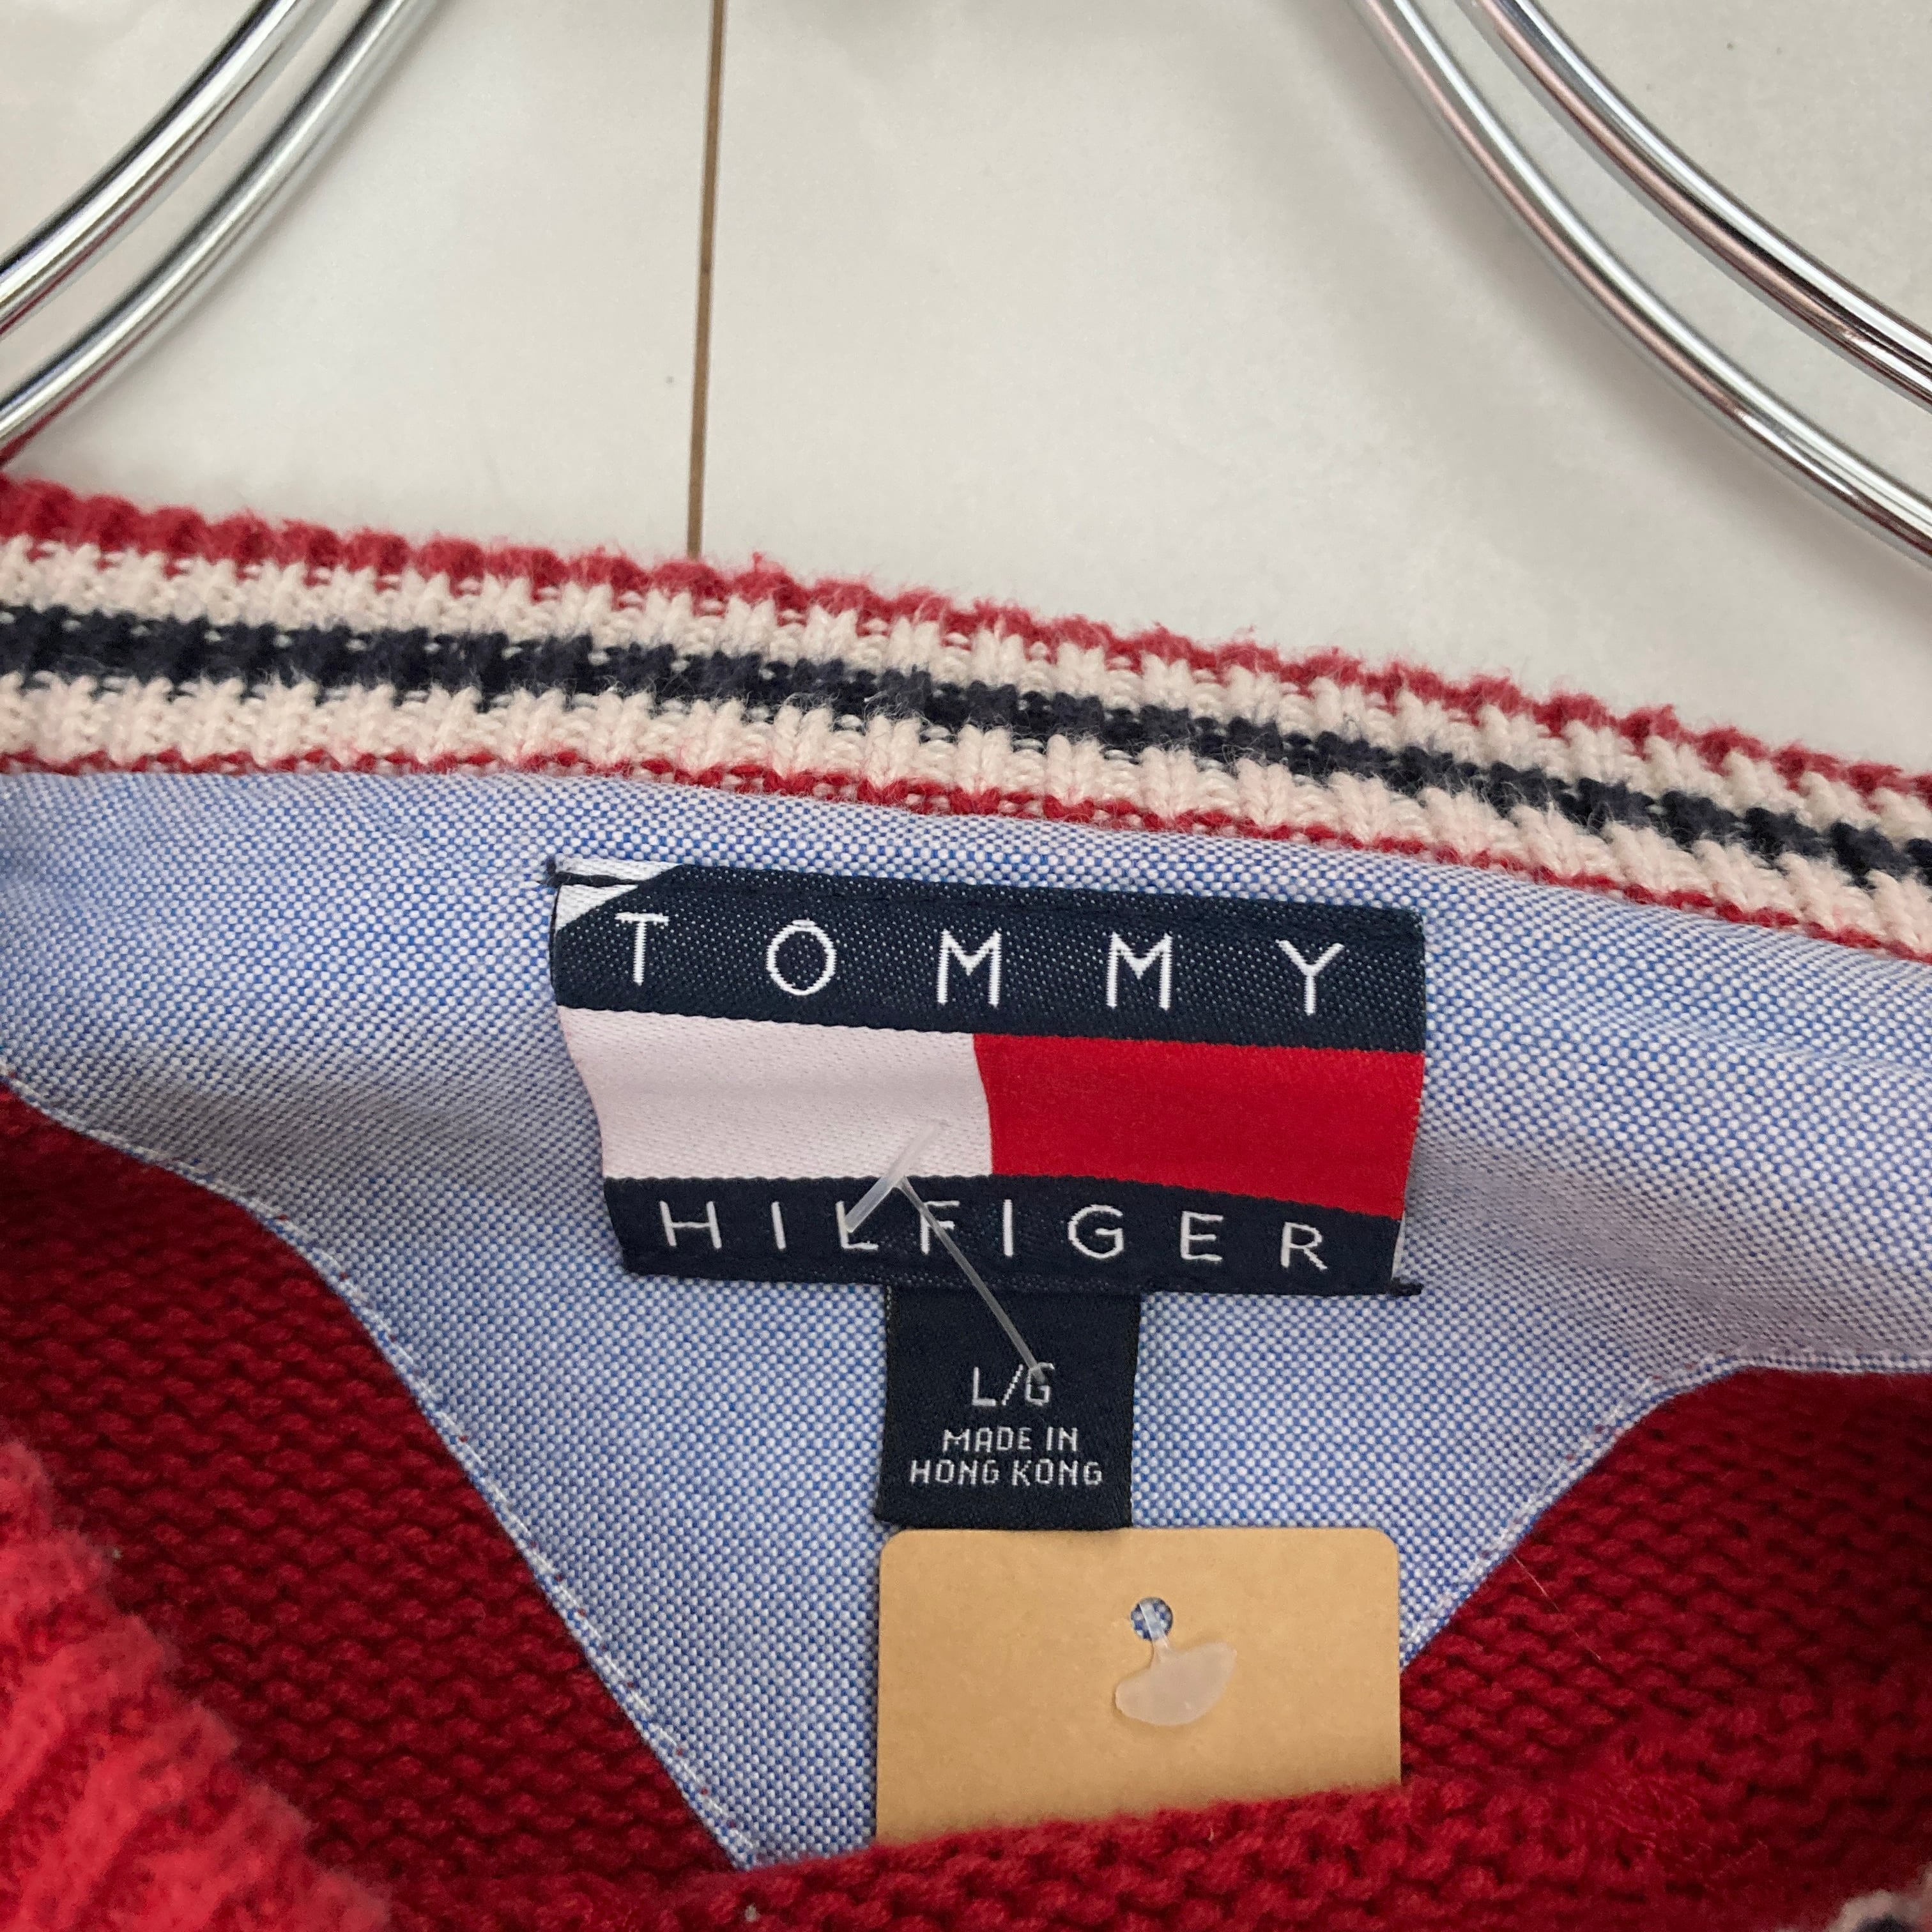 TOMMY
HILFIGER
L/G
MADE IN
HONG KONG